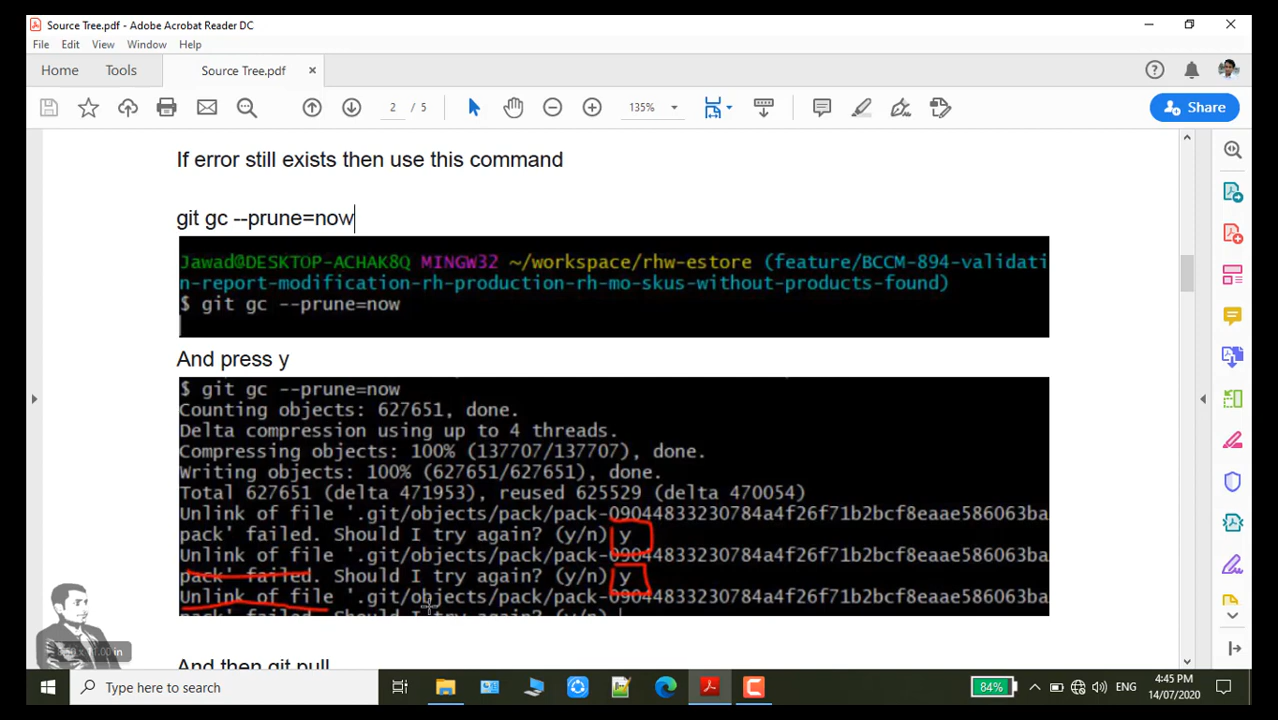 Source Tree.pdf - Adobe Acrobat Reader DC
File Edit View Window Help
Home Tools Source Tree.pdf
2 / 5 135% Share
If error still exists then use this command
git gc --prune=now
Jawad@DESKTOP-ACHAK8Q MINGW32 ~/workspace/rhw-estore (feature/BCCM-894-validati
n-report-modification-rh-production-rh-mo-skus-without-products-found)
$ git gc --prune=now
And press y
$ git gc --prune=now
Counting objects: 627651, done.
Delta compression using up to 4 threads.
Compressing objects: 100% (137707/137707), done.
Writing objects: 100% (627651/627651), done.
Total 627651 (delta 471953), reused 625529 (delta 470054)
Unlink of file '.git/objects/pack/pack-09044833230784a4f26f71b2bcf8eaae586063ba
pack' failed. Should I try again? (y/n) y
Unlink of file '.git/objects/pack/pack-09044833230784a4f26f71b2bcf8eaae586063ba
pack' failed. Should I try again? (y/n) y
Unlink of file '.git/objects/pack/pack-09044833230784a4f26f71b2bcf8eaae586063ba
pack' failed. Should I try again? (y/n)
And then git pull
Type here to search
84% ENG
4:45 PM
14/07/2020